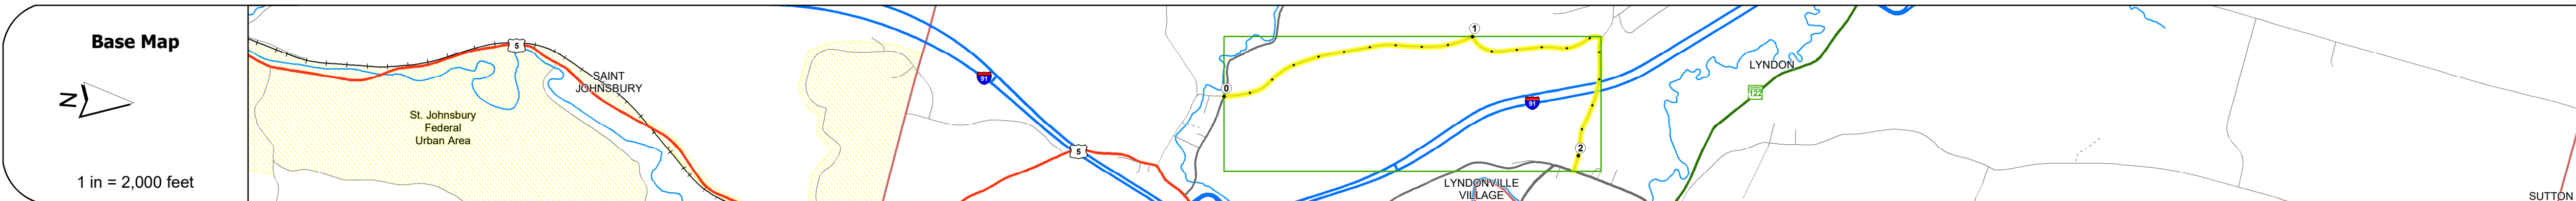 Base Map
N
1 in = 2,000 feet
5
SAINT
JOHNSBURY
St. Johnsbury
Federal
Urban Area
91
5
0
1
91
2
LYNDONVILLE
VILLAGE
LYNDON
122
SUTTON